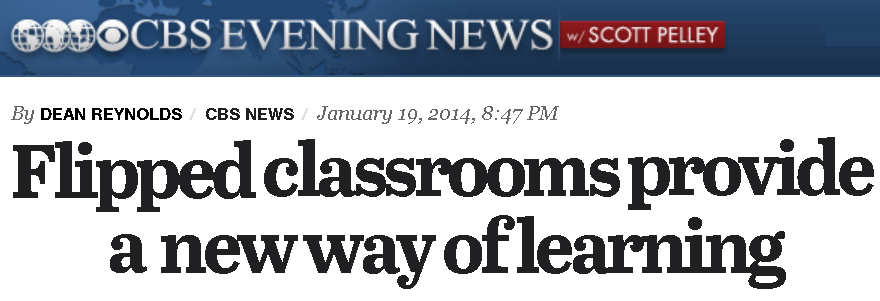 CBS EVENING NEWS w/ SCOTT PELLEY
By DEAN REYNOLDS / CBS NEWS / January 19, 2014, 8:47 PM
Flipped classrooms provide
a new way of learning